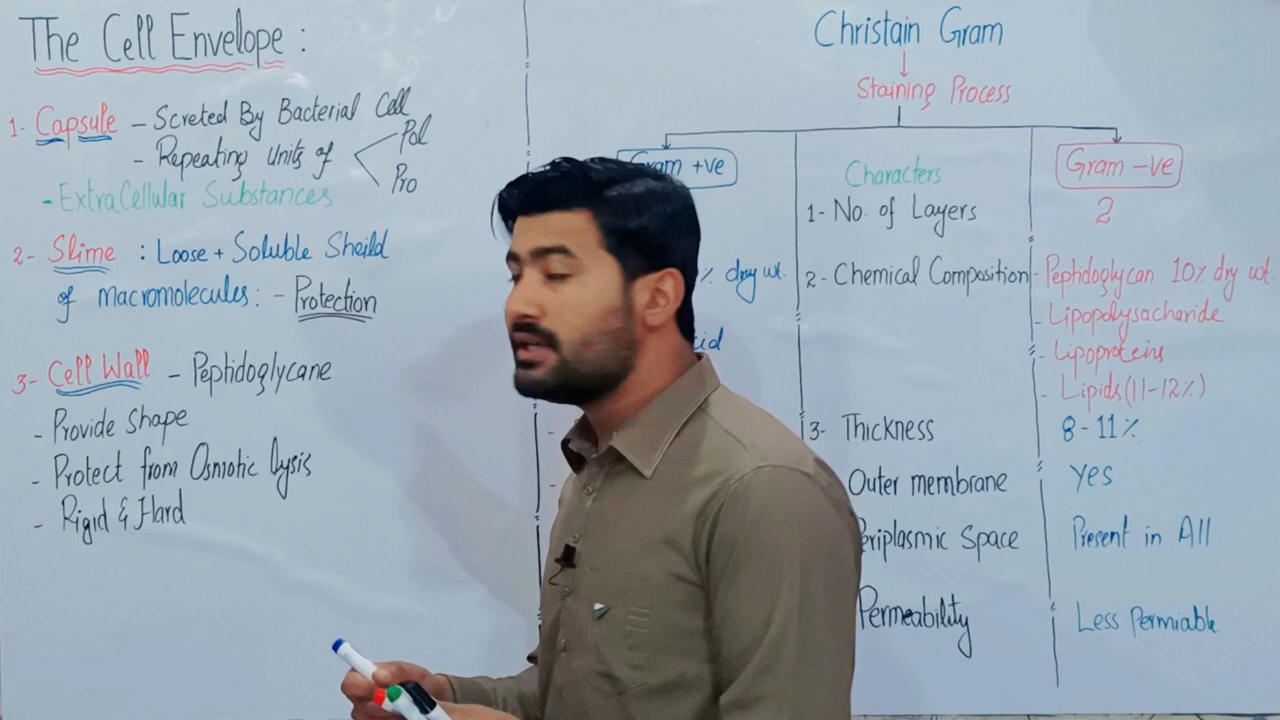 The Cell Envelope :
1- Capsule - Screted By Bacterial Cell
- Repeating Units of
Pol
Pro
- ExtraCellular Substances
2- Slime : Loose + Soluble Sheild
of macromolecules: - Protection
3- Cell Wall - Peptidoglycane
- Provide Shape
- Protect from Osmotic lysis
- Rigid & Hard
Christain Gram
Staining Process
Gram +ve
% dry wt.
Characters
1- No. of Layers
2- Chemical Composition
3- Thickness
Outer membrane
Periplasmic Space
Permeability
Gram -ve
2
- Peptidoglycan 10% dry wt.
- Lipopolysacharide
- Lipoproteins
- Lipids (11-12%)
8-11%
yes
Present in All
Less Permiable